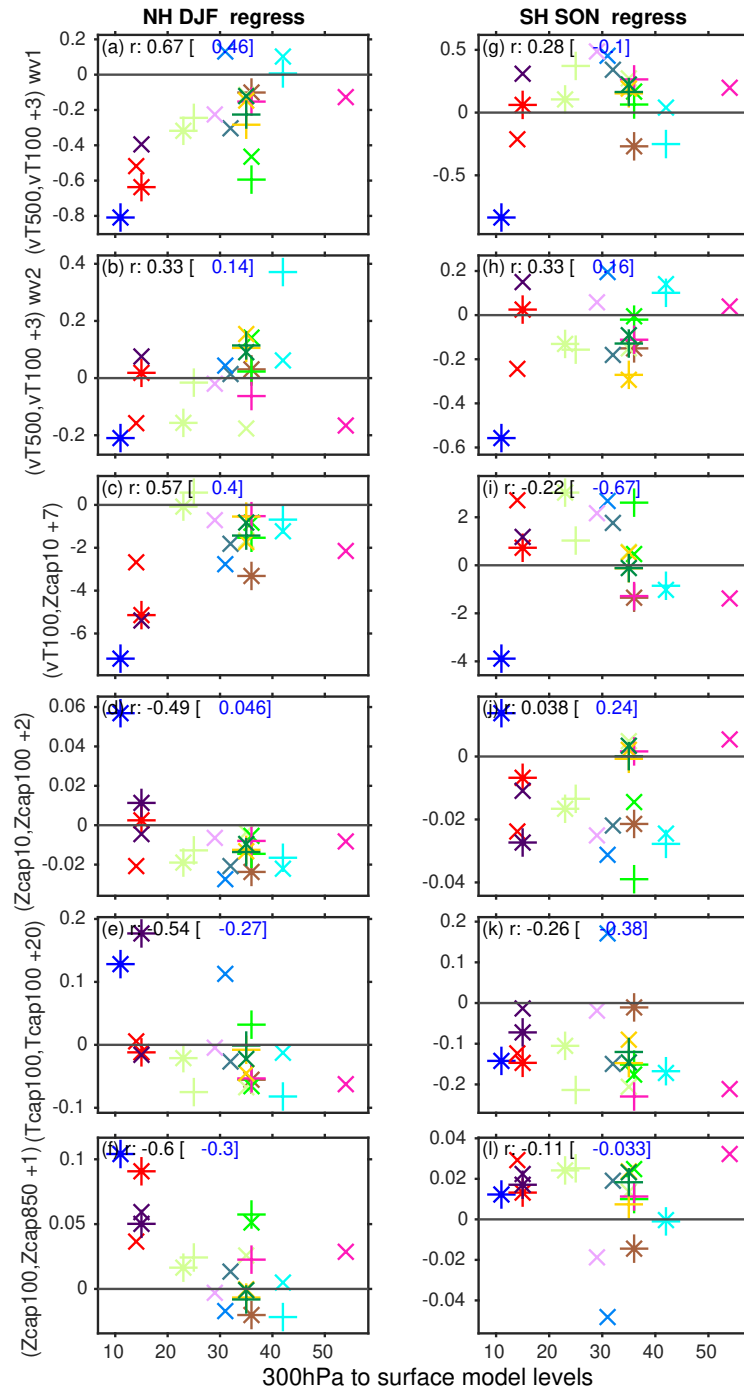 NH DJF regress
SH SON regress
(a) r: 0.67 [ 0.46]
0.2
0
-0.2
-0.4
-0.6
-0.8
(vT500,vT100 +3) wv1
(g) r: 0.28 [ -0.1]
0.5
0
-0.5
(b) r: 0.33 [ 0.14]
0.4
0.2
0
-0.2
(vT500,vT100 +3) wv2
(h) r: 0.33 [ 0.16]
0.2
0
-0.2
-0.4
-0.6
(c) r: 0.57 [ 0.4]
0
-2
-4
-6
(vT100,Zcap10 +7)
(i) r: -0.22 [ -0.67]
2
0
-2
-4
(d) r: -0.49 [ 0.046]
0.06
0.04
0.02
0
-0.02
(Zcap10,Zcap100 +2)
(j) r: 0.038 [ 0.24]
0
-0.02
-0.04
(e) r: -0.54 [ -0.27]
0.2
0.1
0
-0.1
(Tcap100,Tcap100 +20)
(k) r: -0.26 [ -0.38]
0.2
0.1
0
-0.1
-0.2
(f) r: -0.6 [ -0.3]
0.1
0.05
0
(Zcap100,Zcap850 +1)
(l) r: -0.11 [ -0.033]
0.04
0.02
0
-0.02
-0.04
10 20 30 40 50
10 20 30 40 50
300hPa to surface model levels